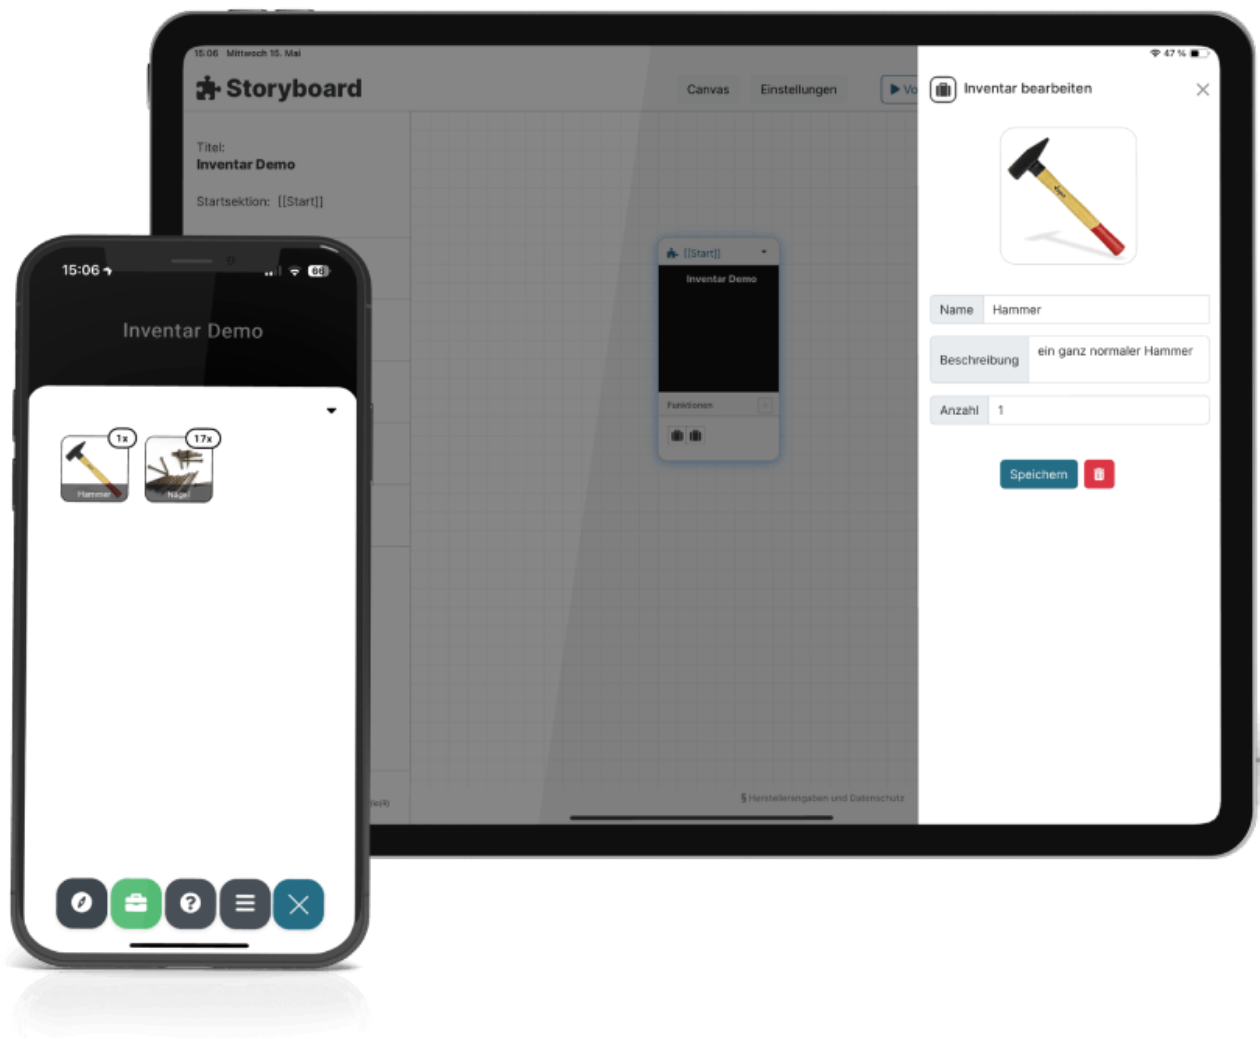 15:06 Mittwoch 15. Mai
47 %
Storyboard
Canvas
Einstellungen
Vo
Inventar bearbeiten
Titel:
Inventar Demo
Startsektion: [[Start]]
[[Start]]
Inventar Demo
Funktionen
Name
Hammer
Beschreibung
ein ganz normaler Hammer
Anzahl
1
Speichern
§ Herstellerangaben und Datenschutz
15:06
66
Inventar Demo
1x
17x
Hammer
Nägel